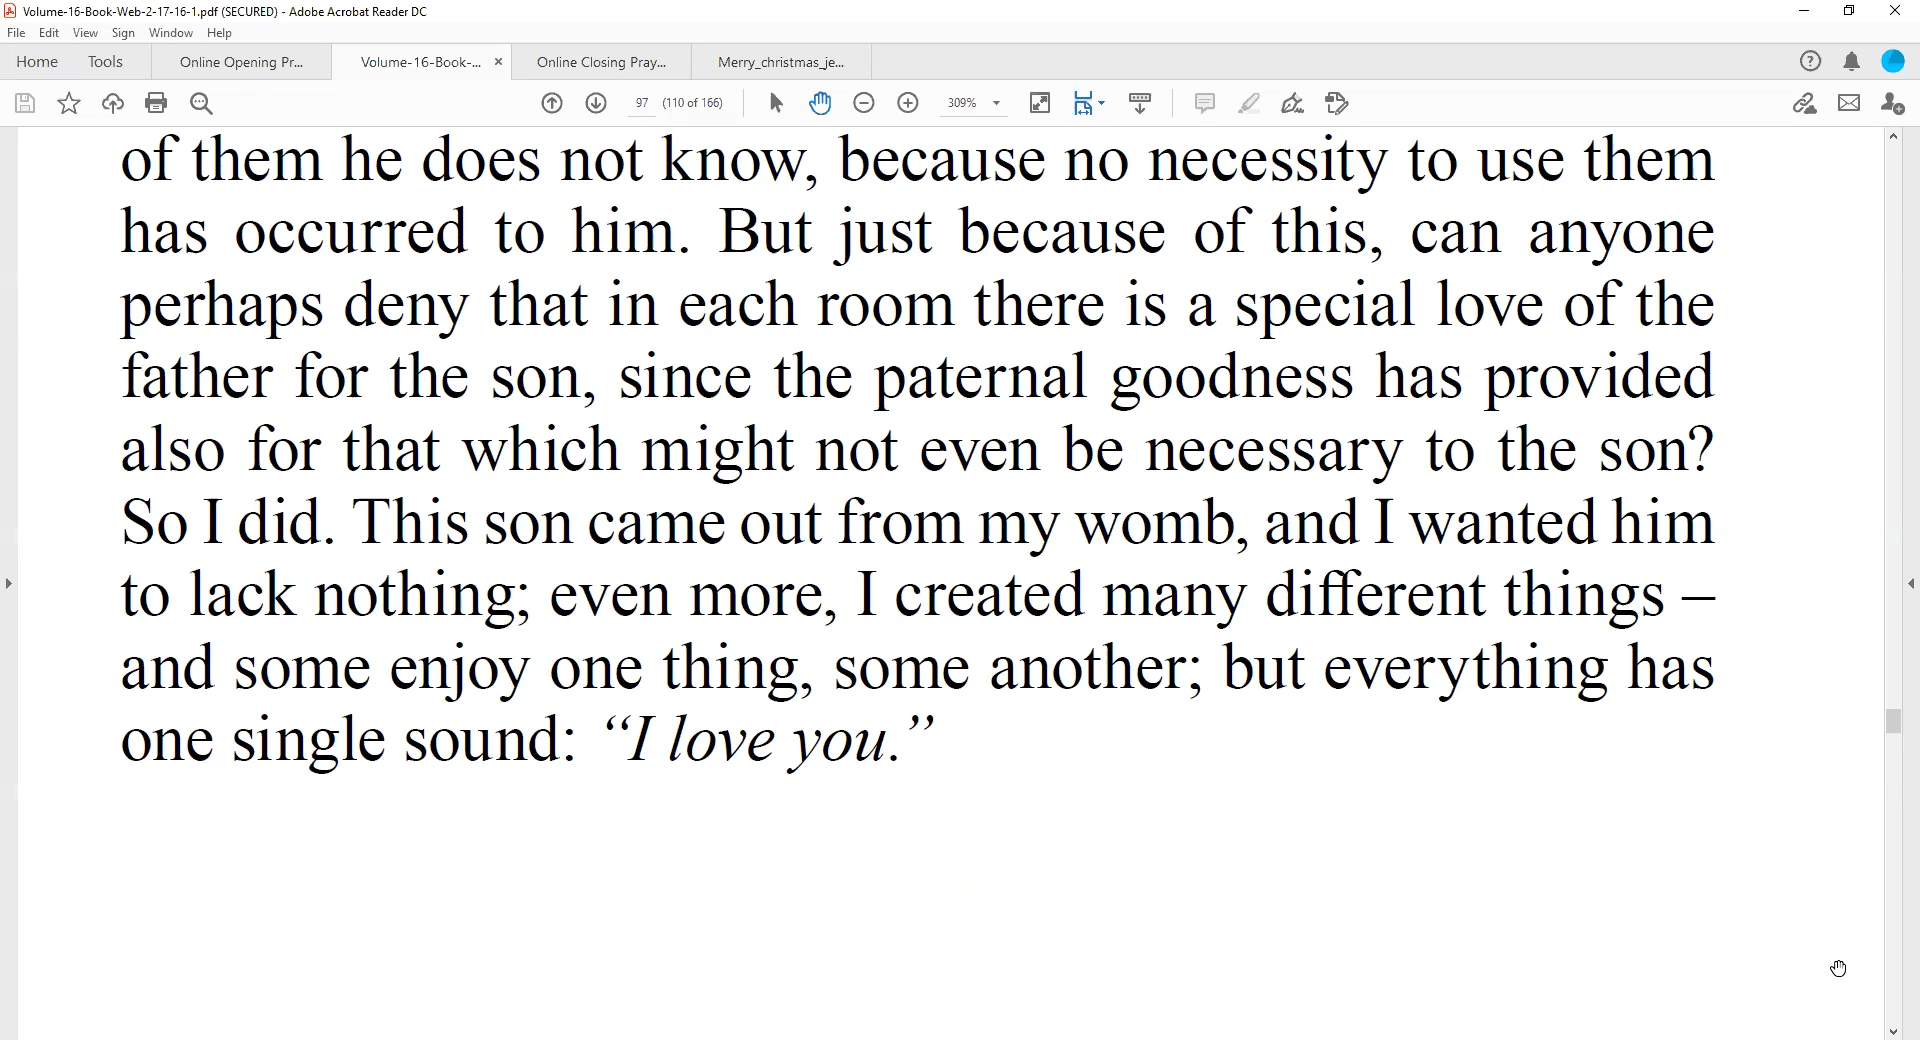 Volume-16-Book-Web-2-17-16-1.pdf (SECURED) - Adobe Acrobat Reader DC
File Edit View Sign Window Help
Home Tools Online Opening Pr... Volume-16-Book-... × Online Closing Pray... Merry_christmas_je...
97 (110 of 166) 309%
of them he does not know, because no necessity to use them
has occurred to him. But just because of this, can anyone
perhaps deny that in each room there is a special love of the
father for the son, since the paternal goodness has provided
also for that which might not even be necessary to the son?
So I did. This son came out from my womb, and I wanted him
to lack nothing; even more, I created many different things –
and some enjoy one thing, some another; but everything has
one single sound: “I love you.”